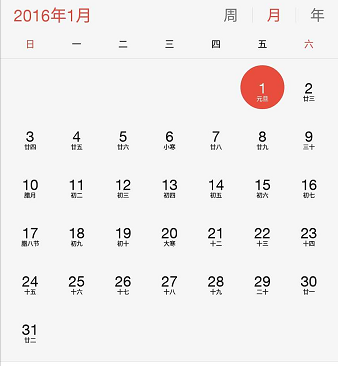 2016年1月 周 月 年
日 一 二 三 四 五 六
1 2
元旦 廿三
3 4 5 6 7 8 9
廿四 廿五 廿六 小寒 廿八 廿九 三十
10 11 12 13 14 15 16
腊月 初二 初三 初四 初五 初六 初七
17 18 19 20 21 22 23
腊八节 初九 初十 大寒 十二 十三 十四
24 25 26 27 28 29 30
十五 十六 十七 十八 十九 二十 廿一
31
廿二